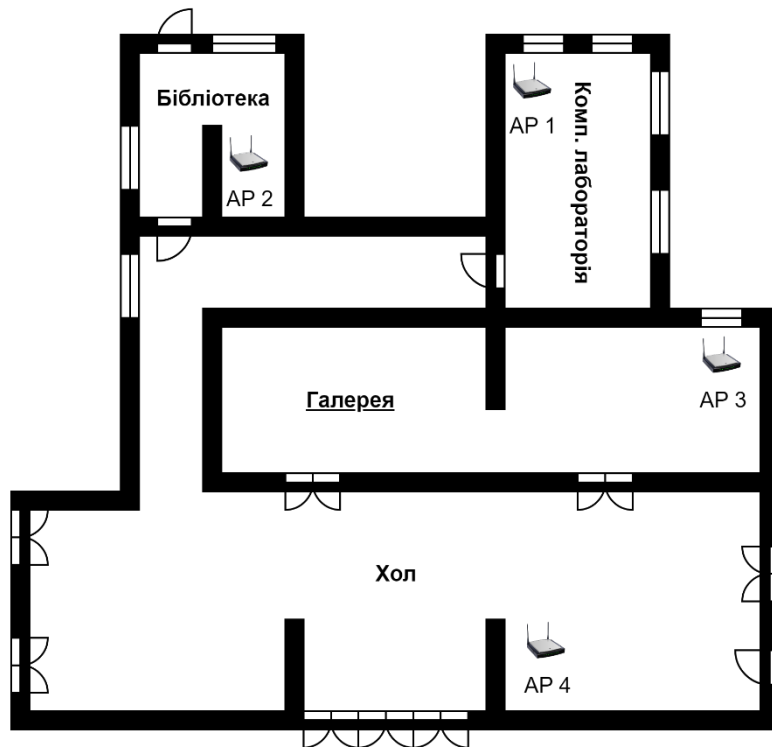 Бібліотека
AP 2
AP 1
Комп. лабораторія
Галерея
AP 3
Хол
AP 4